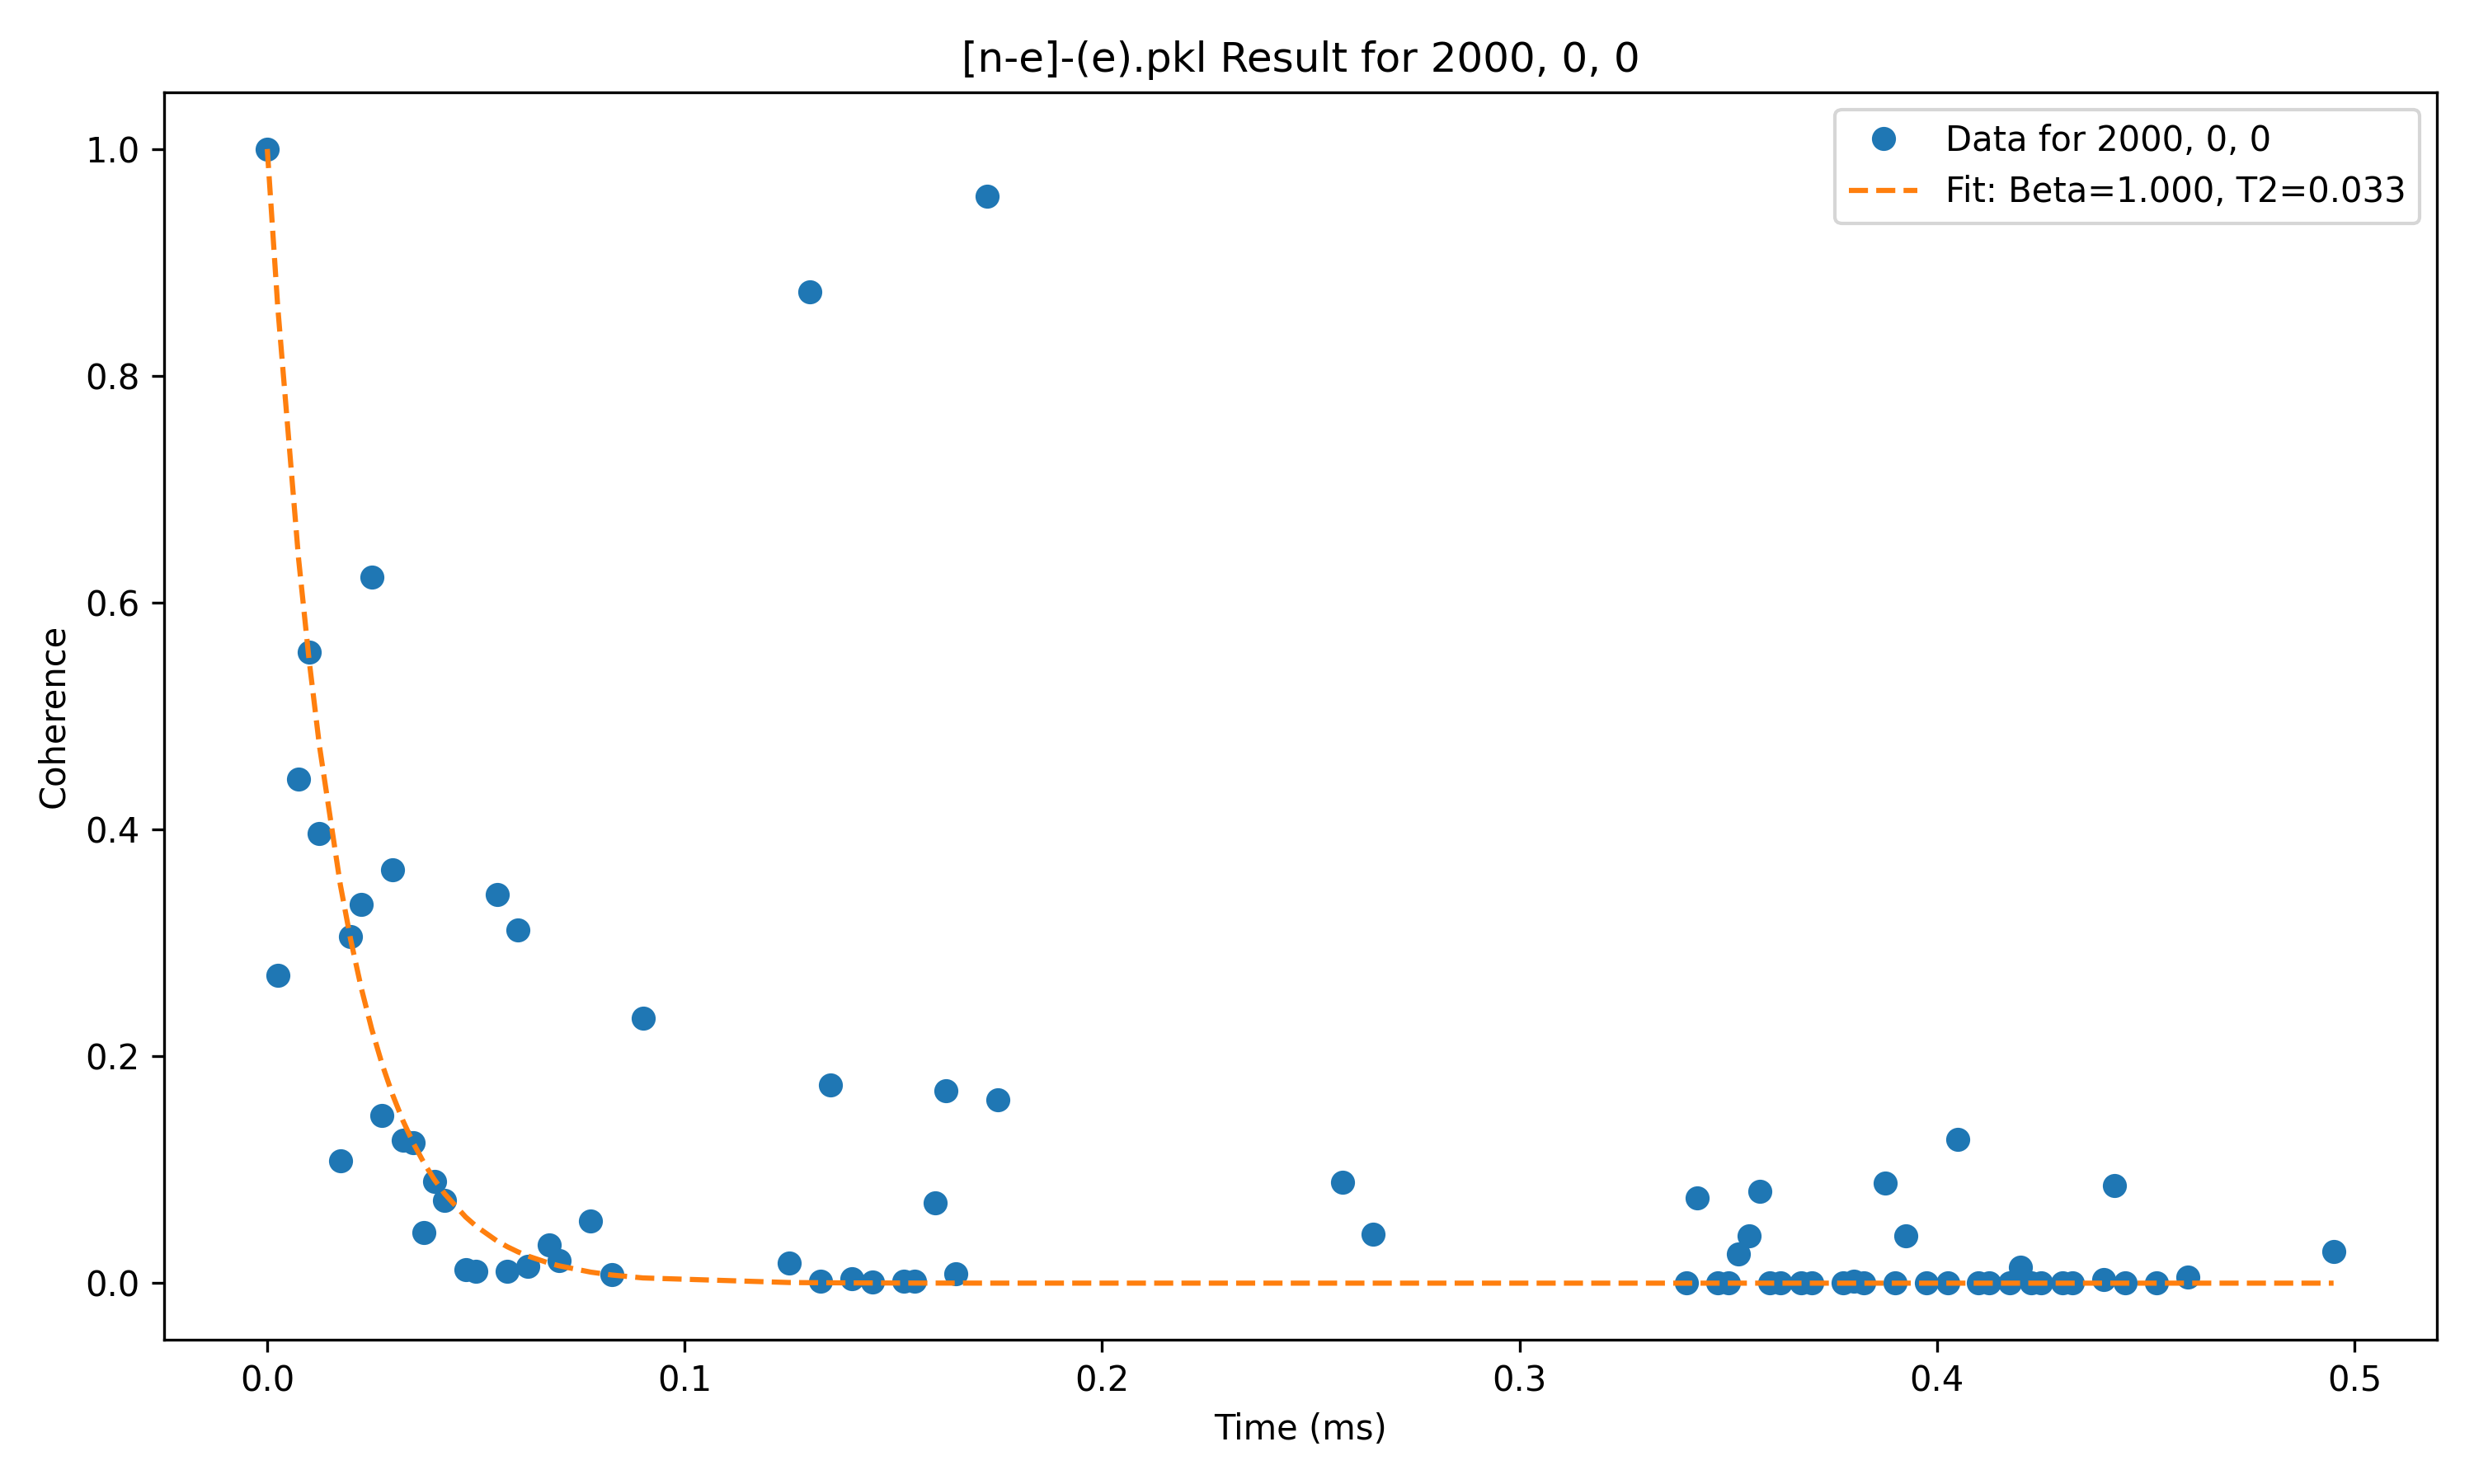 [n-e]-(e).pkl Result for 2000, 0, 0
Data for 2000, 0, 0
Fit: Beta=1.000, T2=0.033
Coherence
1.0
0.8
0.6
0.4
0.2
0.0
0.0 0.1 0.2 0.3 0.4 0.5
Time (ms)